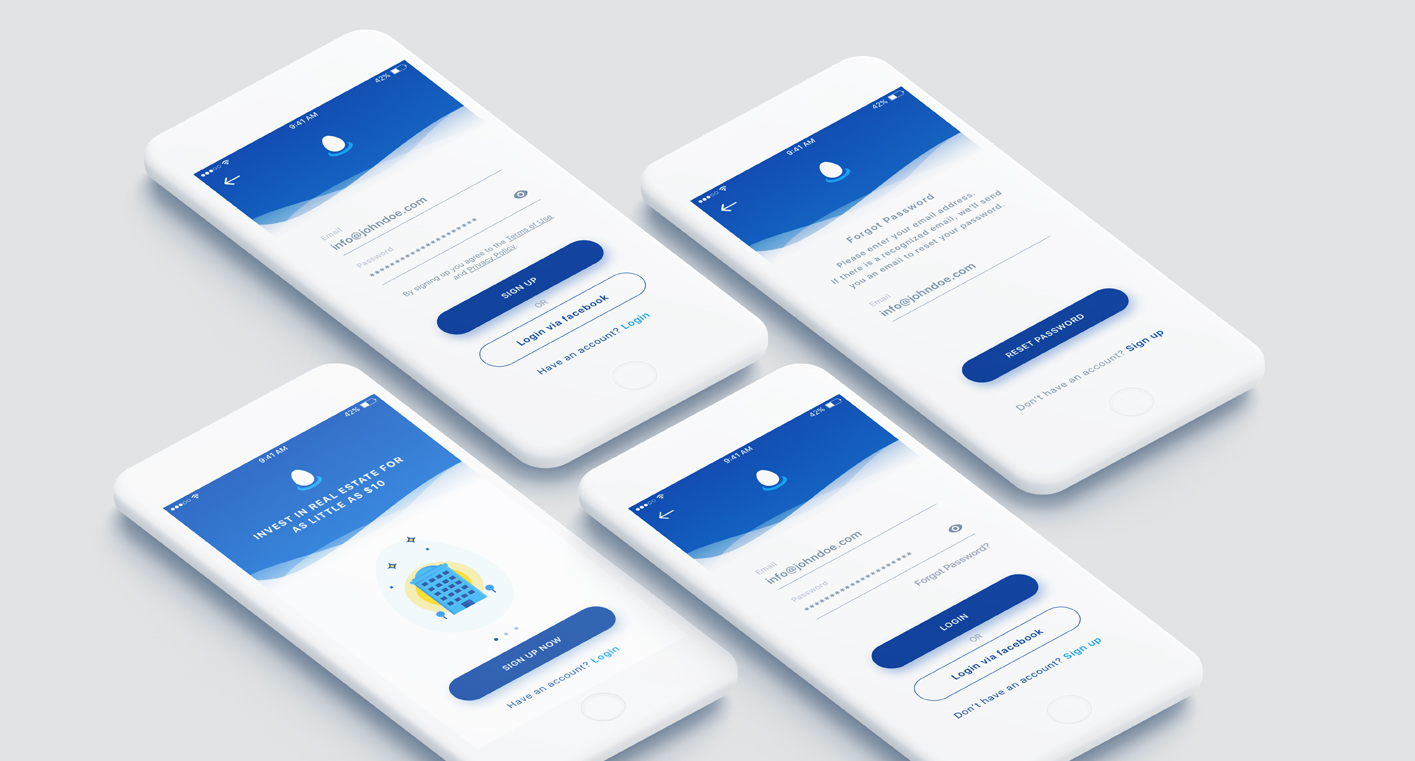 9:41 AM
42%
Email
info@johndoe.com
Password
By signing up you agree to the Terms of Use.
and Privacy Policy.
SIGN UP
OR
Login via facebook
Have an account? Login
9:41 AM
42%
Forgot Password
Please enter your email address.
If there is a recognized email, we'll send
you an email to reset your password.
Email
info@johndoe.com
RESET PASSWORD
Don't have an account? Sign up
9:41 AM
42%
INVEST IN REAL ESTATE FOR
AS LITTLE AS $10
SIGN UP NOW
Have an account? Login
9:41 AM
42%
Email
info@johndoe.com
Password
Forgot Password?
LOGIN
OR
Login via facebook
Don't have an account? Sign up